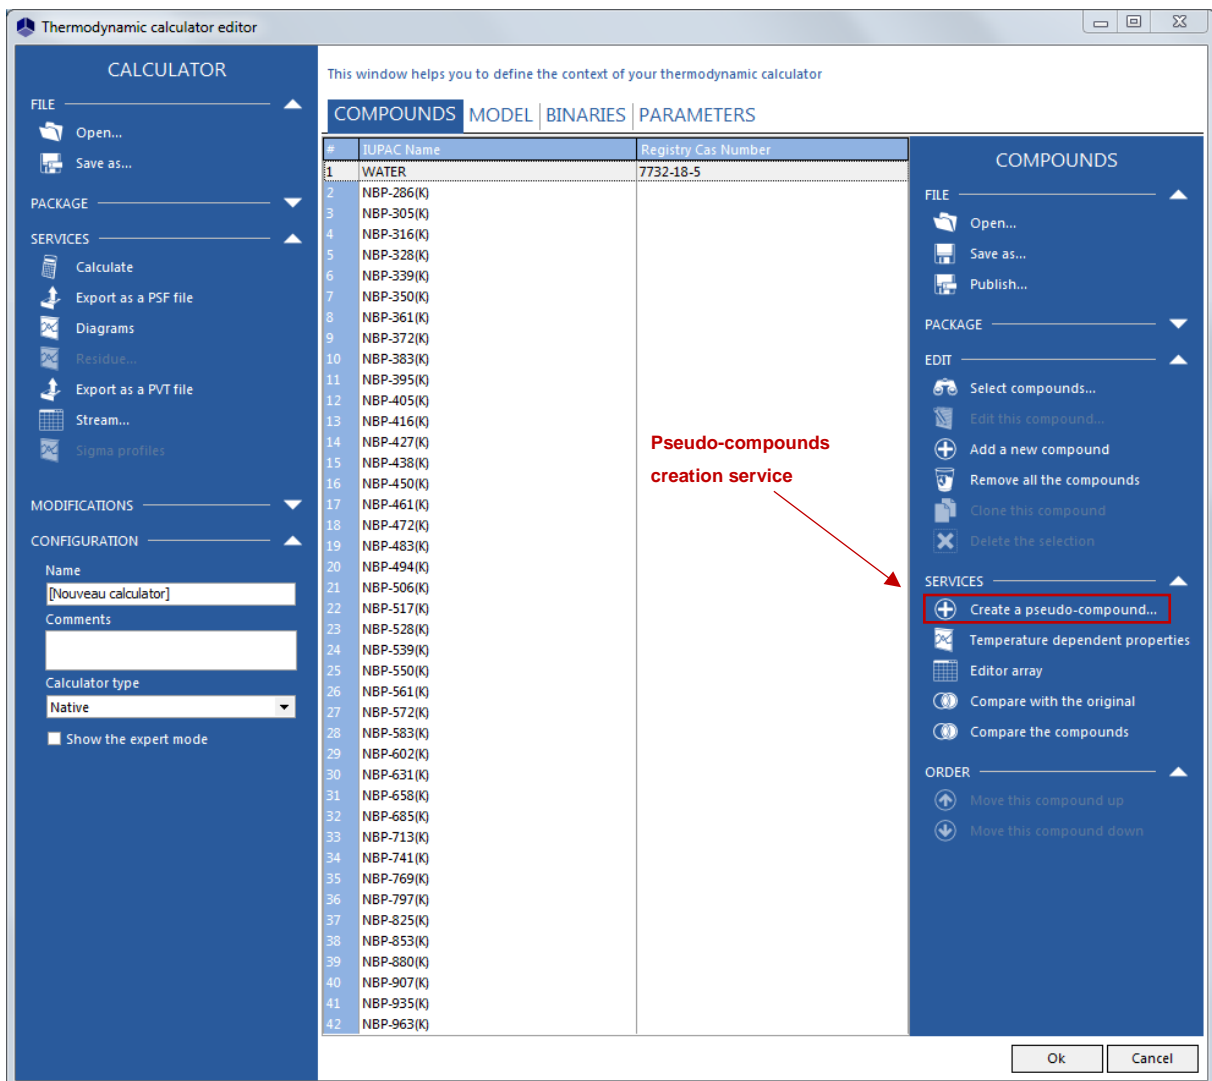 Thermodynamic calculator editor
CALCULATOR
FILE
Open...
Save as...
PACKAGE
SERVICES
Calculate
Export as a PSF file
Diagrams
Residue...
Export as a PVT file
Stream...
Sigma profiles
MODIFICATIONS
CONFIGURATION
Name
[Nouveau calculator]
Comments
Calculator type
Native
Show the expert mode
This window helps you to define the context of your thermodynamic calculator
COMPOUNDS MODEL BINARIES PARAMETERS
# IUPAC Name Registry Cas Number
1 WATER 7732-18-5
2 NBP-286(K)
3 NBP-305(K)
4 NBP-316(K)
5 NBP-328(K)
6 NBP-339(K)
7 NBP-350(K)
8 NBP-361(K)
9 NBP-372(K)
10 NBP-383(K)
11 NBP-395(K)
12 NBP-405(K)
13 NBP-416(K)
14 NBP-427(K)
15 NBP-438(K)
16 NBP-450(K)
17 NBP-461(K)
18 NBP-472(K)
19 NBP-483(K)
20 NBP-494(K)
21 NBP-506(K)
22 NBP-517(K)
23 NBP-528(K)
24 NBP-539(K)
25 NBP-550(K)
26 NBP-561(K)
27 NBP-572(K)
28 NBP-583(K)
29 NBP-602(K)
30 NBP-631(K)
31 NBP-658(K)
32 NBP-685(K)
33 NBP-713(K)
34 NBP-741(K)
35 NBP-769(K)
36 NBP-797(K)
37 NBP-825(K)
38 NBP-853(K)
39 NBP-880(K)
40 NBP-907(K)
41 NBP-935(K)
42 NBP-963(K)
Pseudo-compounds
creation service
COMPOUNDS
FILE
Open...
Save as...
Publish...
PACKAGE
EDIT
Select compounds...
Edit this compound...
Add a new compound
Remove all the compounds
Clone this compound
Delete the selection
SERVICES
Create a pseudo-compound...
Temperature dependent properties
Editor array
Compare with the original
Compare the compounds
ORDER
Move this compound up
Move this compound down
Ok Cancel